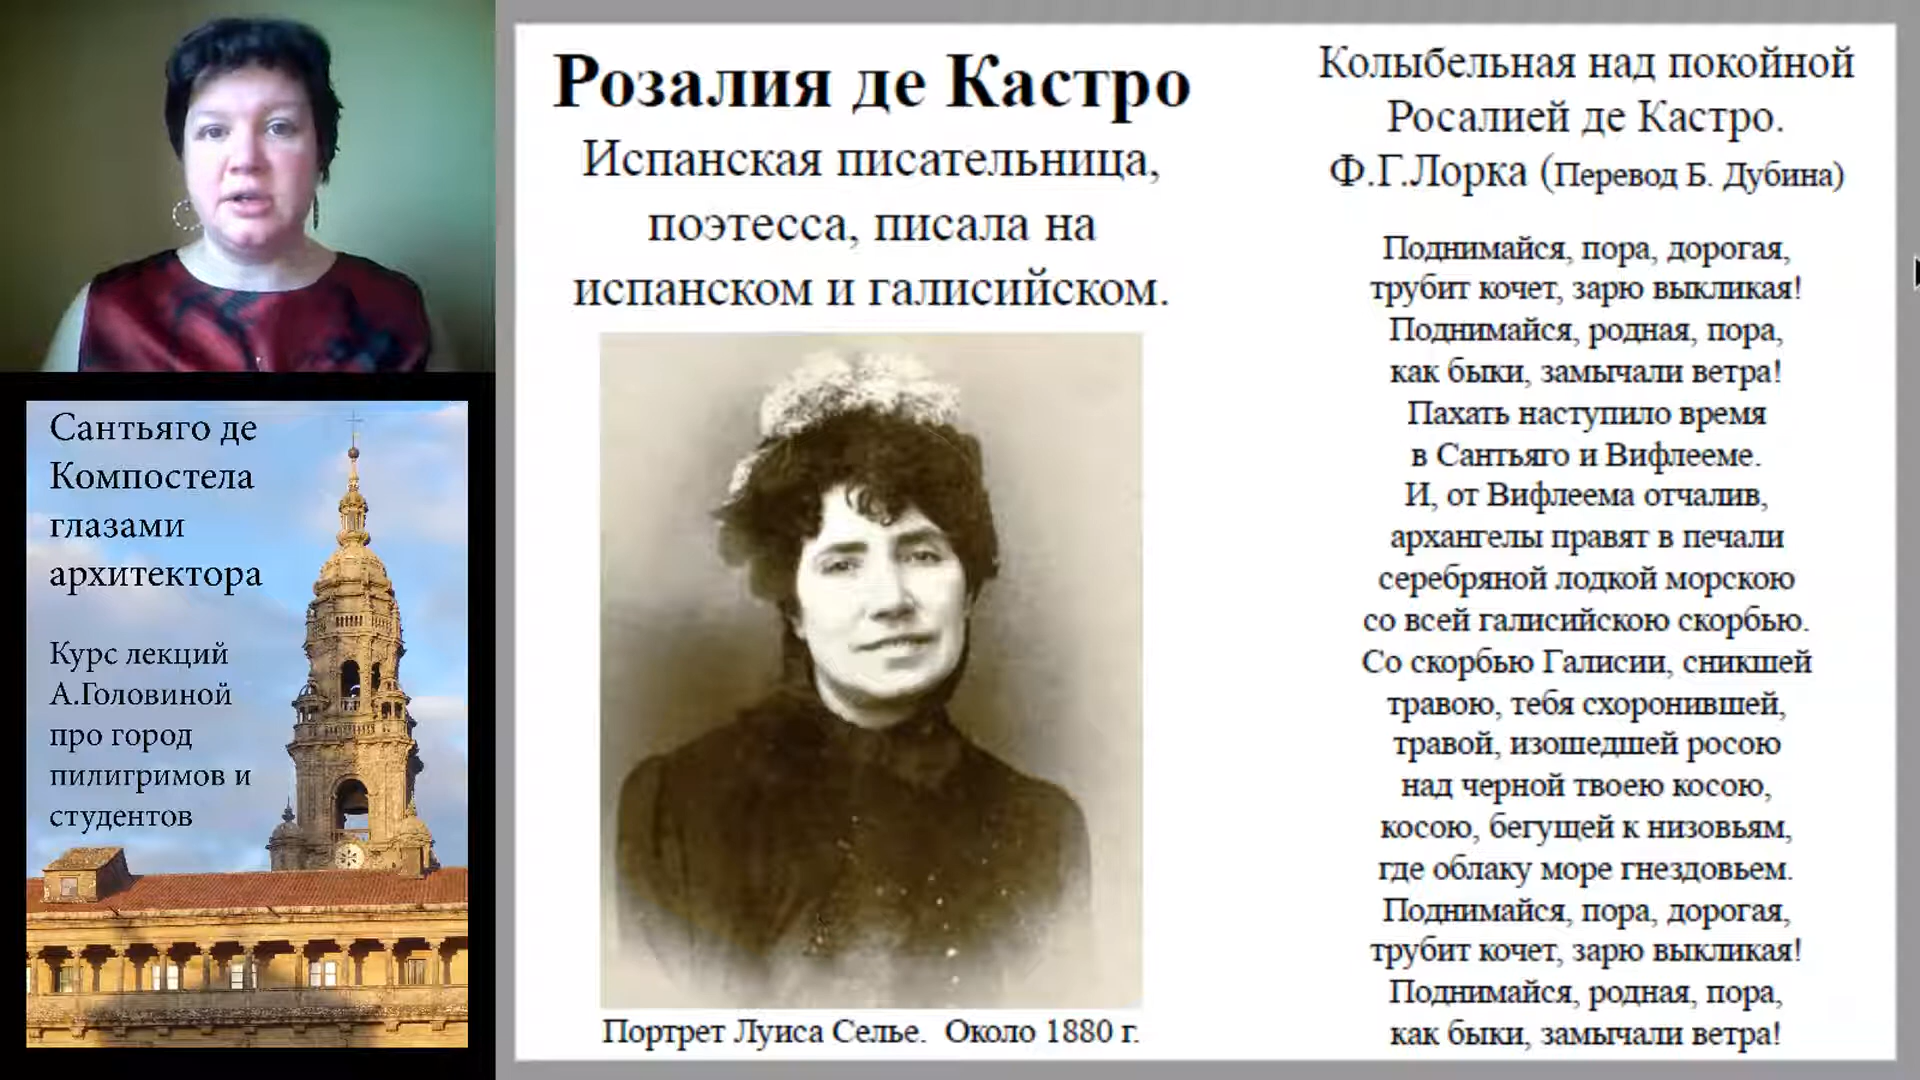 Розалия де Кастро
Испанская писательница,
поэтесса, писала на
испанском и галисийском.
Портрет Луиса Селье. Около 1880 г.
Колыбельная над покойной
Росалией де Кастро.
Ф.Г.Лорка (Перевод Б. Дубина)
Поднимайся, пора, дорогая,
трубит кочет, зарю выкликая!
Поднимайся, родная, пора,
как быки, замычали ветра!
Пахать наступило время
в Сантьяго и Вифлееме.
И, от Вифлеема отчалив,
архангелы правят в печали
серебряной лодкой морскою
со всей галисийскою скорбью.
Со скорбью Галисии, сникшей
травою, тебя схоронившей,
травой, изошедшей росою
над черной твоею косою,
косою, бегущей к низовьям,
где облаку море гнездовьем.
Поднимайся, пора, дорогая,
трубит кочет, зарю выкликая!
Поднимайся, родная, пора,
как быки, замычали ветра!
Сантьяго де
Компостела
глазами
архитектора
Курс лекций
А.Головиной
про город
пилигримов и
студентов